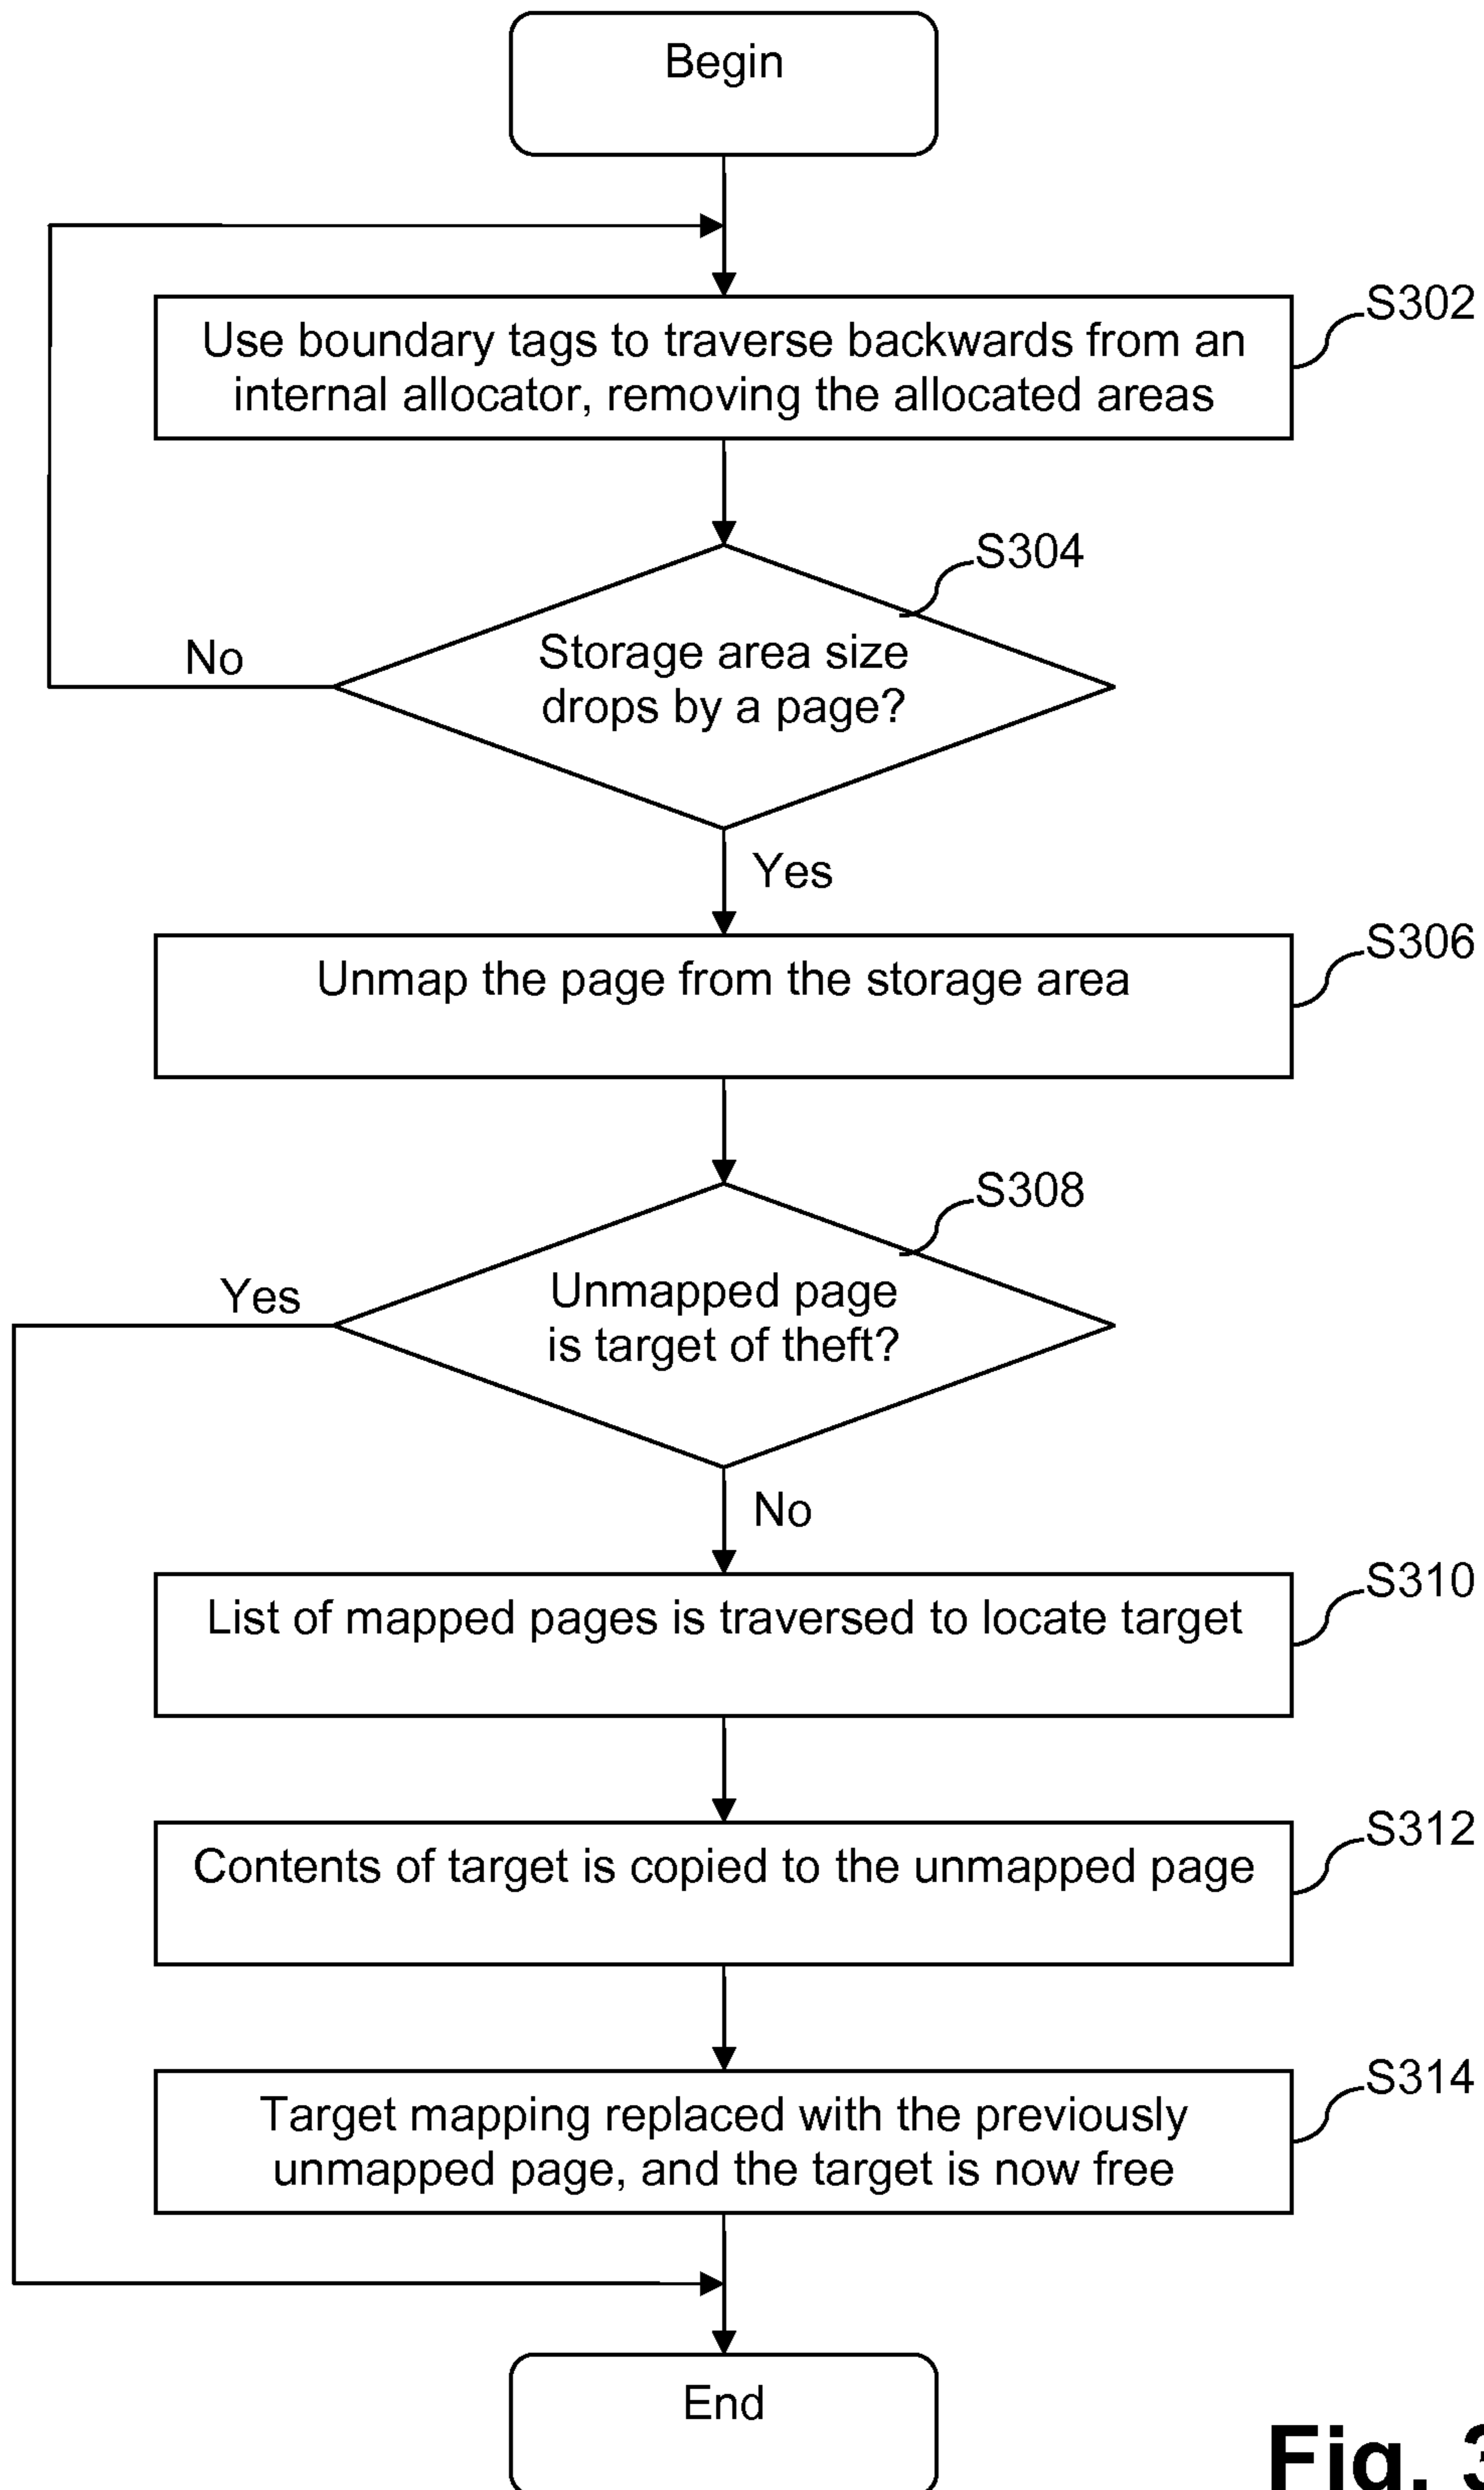 Begin
Use boundary tags to traverse backwards from an
internal allocator, removing the allocated areas
S302
S304
Storage area size
drops by a page?
No
Yes
Unmap the page from the storage area
S306
S308
Unmapped page
is target of theft?
Yes
No
List of mapped pages is traversed to locate target
S310
Contents of target is copied to the unmapped page
S312
Target mapping replaced with the previously
unmapped page, and the target is now free
S314
End
Fig. 3